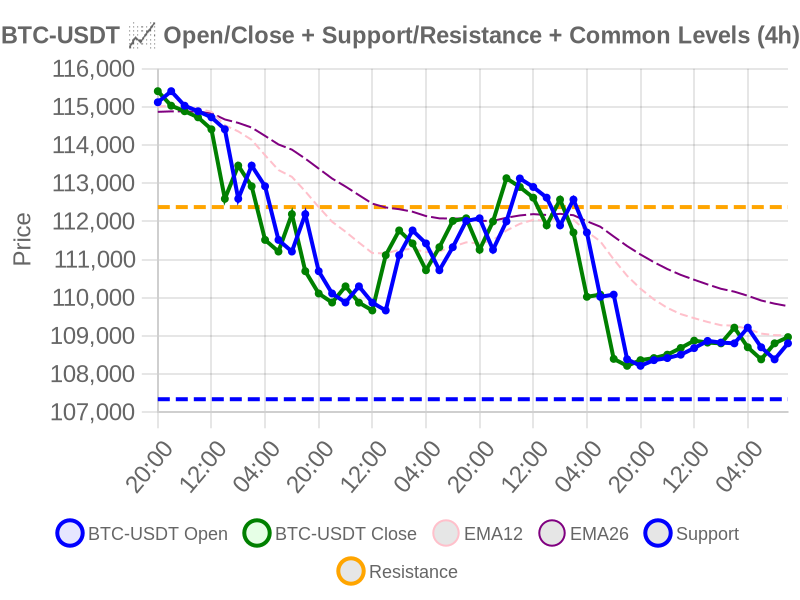 BTC-USDT 📈 Open/Close + Support/Resistance + Common Levels (4h)
Price
116,000
115,000
114,000
113,000
112,000
111,000
110,000
109,000
108,000
107,000
20:00
12:00
04:00
20:00
12:00
04:00
20:00
12:00
04:00
20:00
12:00
04:00
BTC-USDT Open
BTC-USDT Close
EMA12
EMA26
Support
Resistance